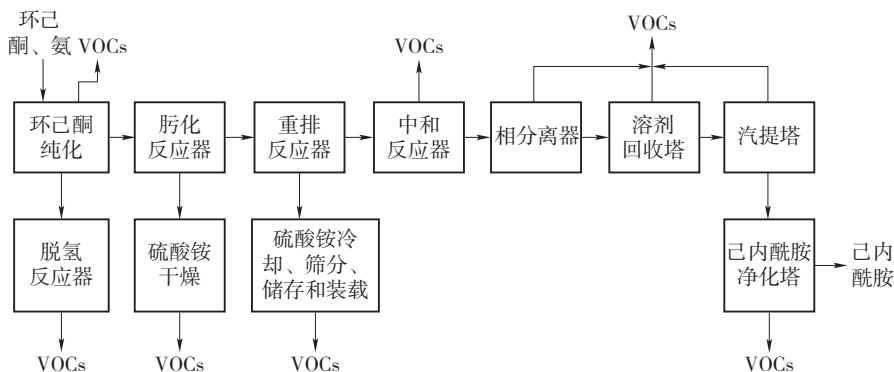 环己
酮、氨
VOCs
VOCs
VOCs
环己酮
纯化
肟化
反应器
重排
反应器
中和
反应器
相分离器
溶剂
回收塔
汽提塔
脱氢
反应器
硫酸铵
干燥
硫酸铵冷
却、筛分、
储存和装载
己内酰胺
净化塔
己内
酰胺
VOCs
VOCs
VOCs
VOCs